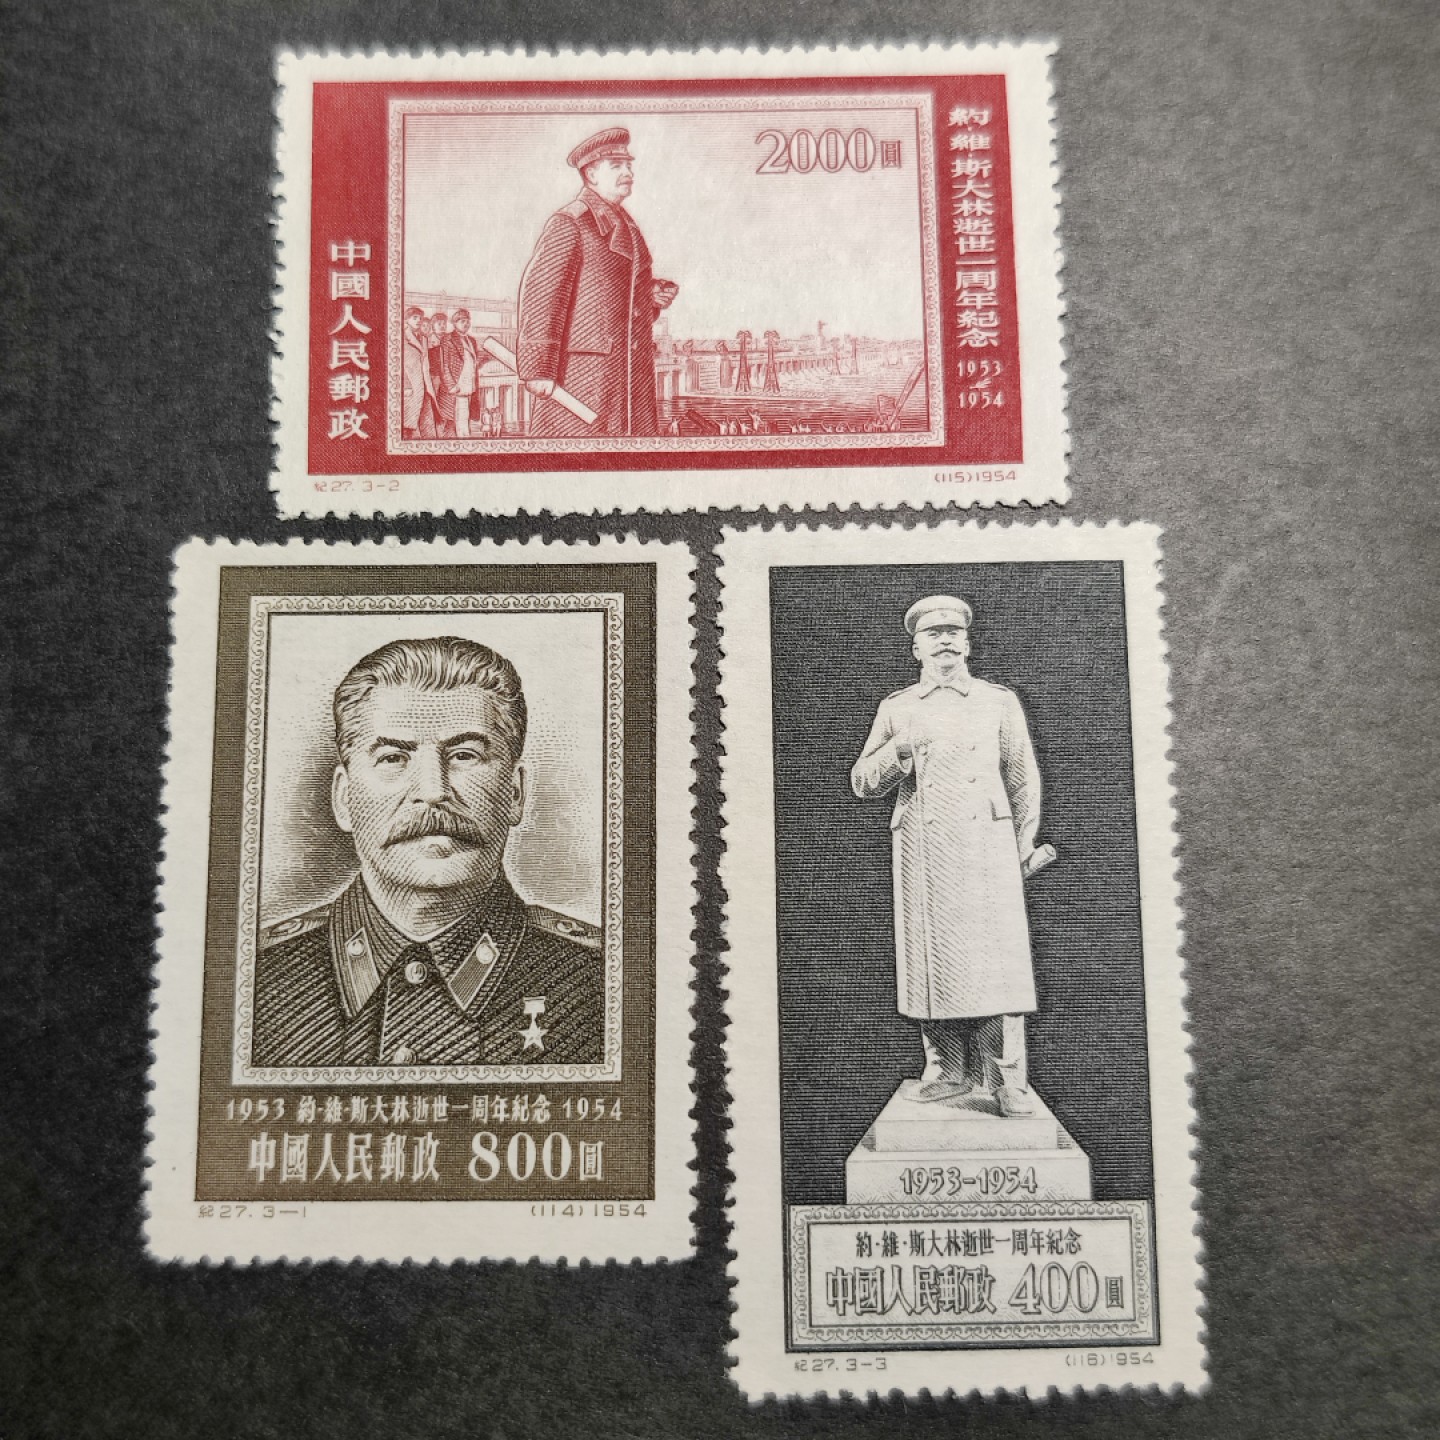 2000圓
約·維·斯大林逝世一周年紀念
1953
1954
中國人民郵政
紀27.3-2
(115)1954
1953 約·維·斯大林逝世一周年紀念 1954
中國人民郵政 800圓
紀27.3-1
(114)1954
1953-1954
約·維·斯大林逝世一周年紀念
中國人民郵政 400圓
紀27.3-3
(116)1954